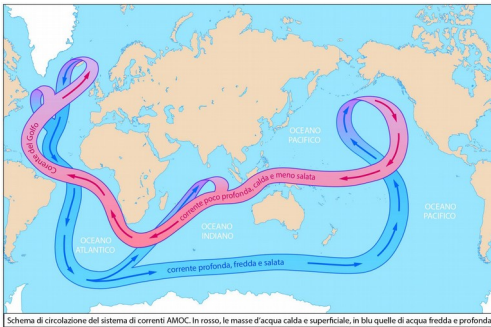 Corrente del Golfo
OCEANO
PACIFICO
corrente poco profonda, calda e meno salata
OCEANO
INDIANO
OCEANO
PACIFICO
OCEANO
ATLANTICO
corrente profonda, fredda e salata
Schema di circolazione del sistema di correnti AMOC. In rosso, le masse d'acqua calda e superficiale, in blu quelle di acqua fredda e profonda